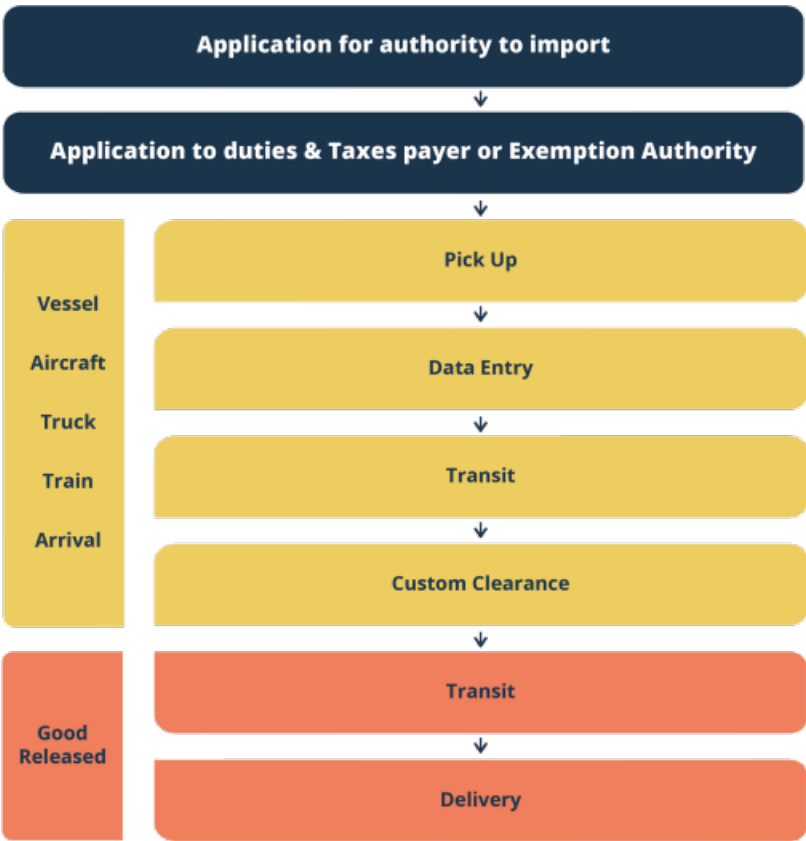 Application for authority to import
Application to duties & Taxes payer or Exemption Authority
Vessel
Aircraft
Truck
Train
Arrival
Pick Up
Data Entry
Transit
Custom Clearance
Good
Released
Transit
Delivery